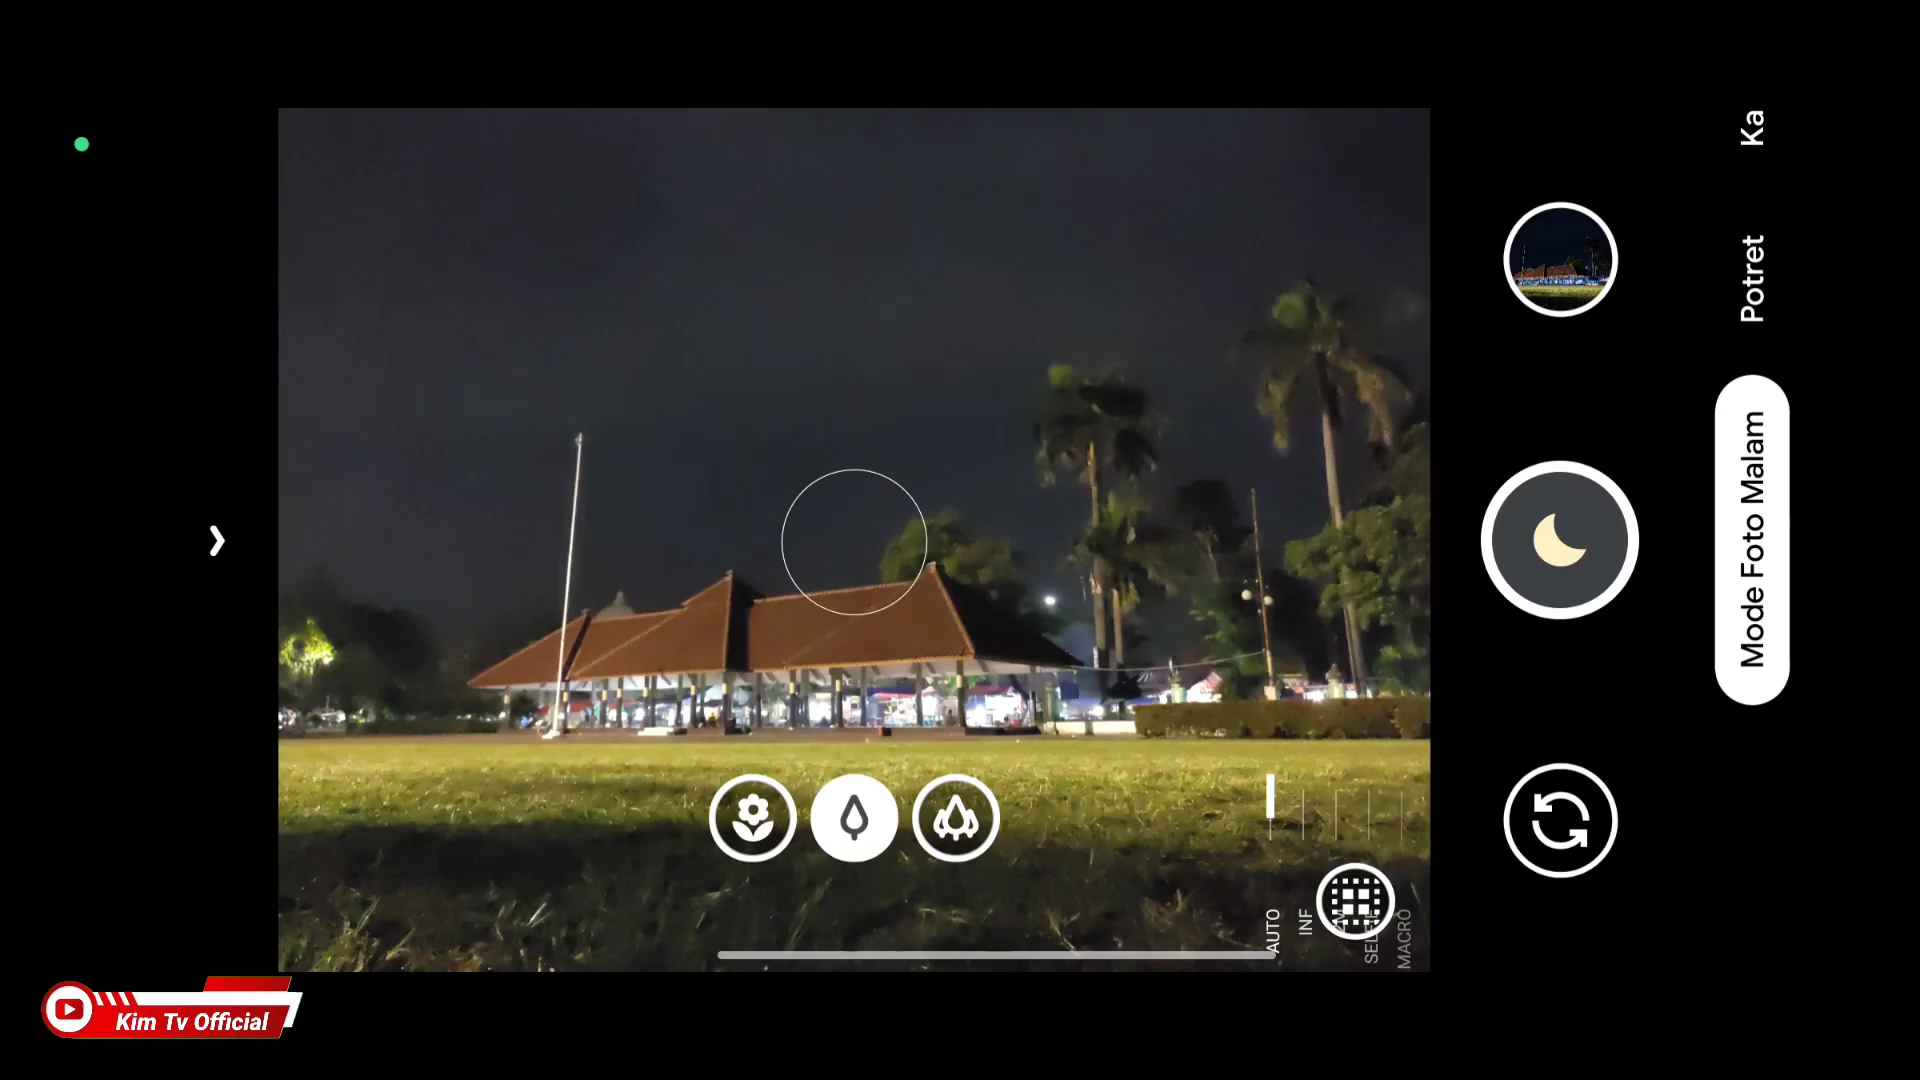 Ka
Potret
Mode Foto Malam
AUTO
INF
MACRO
Kim Tv Official